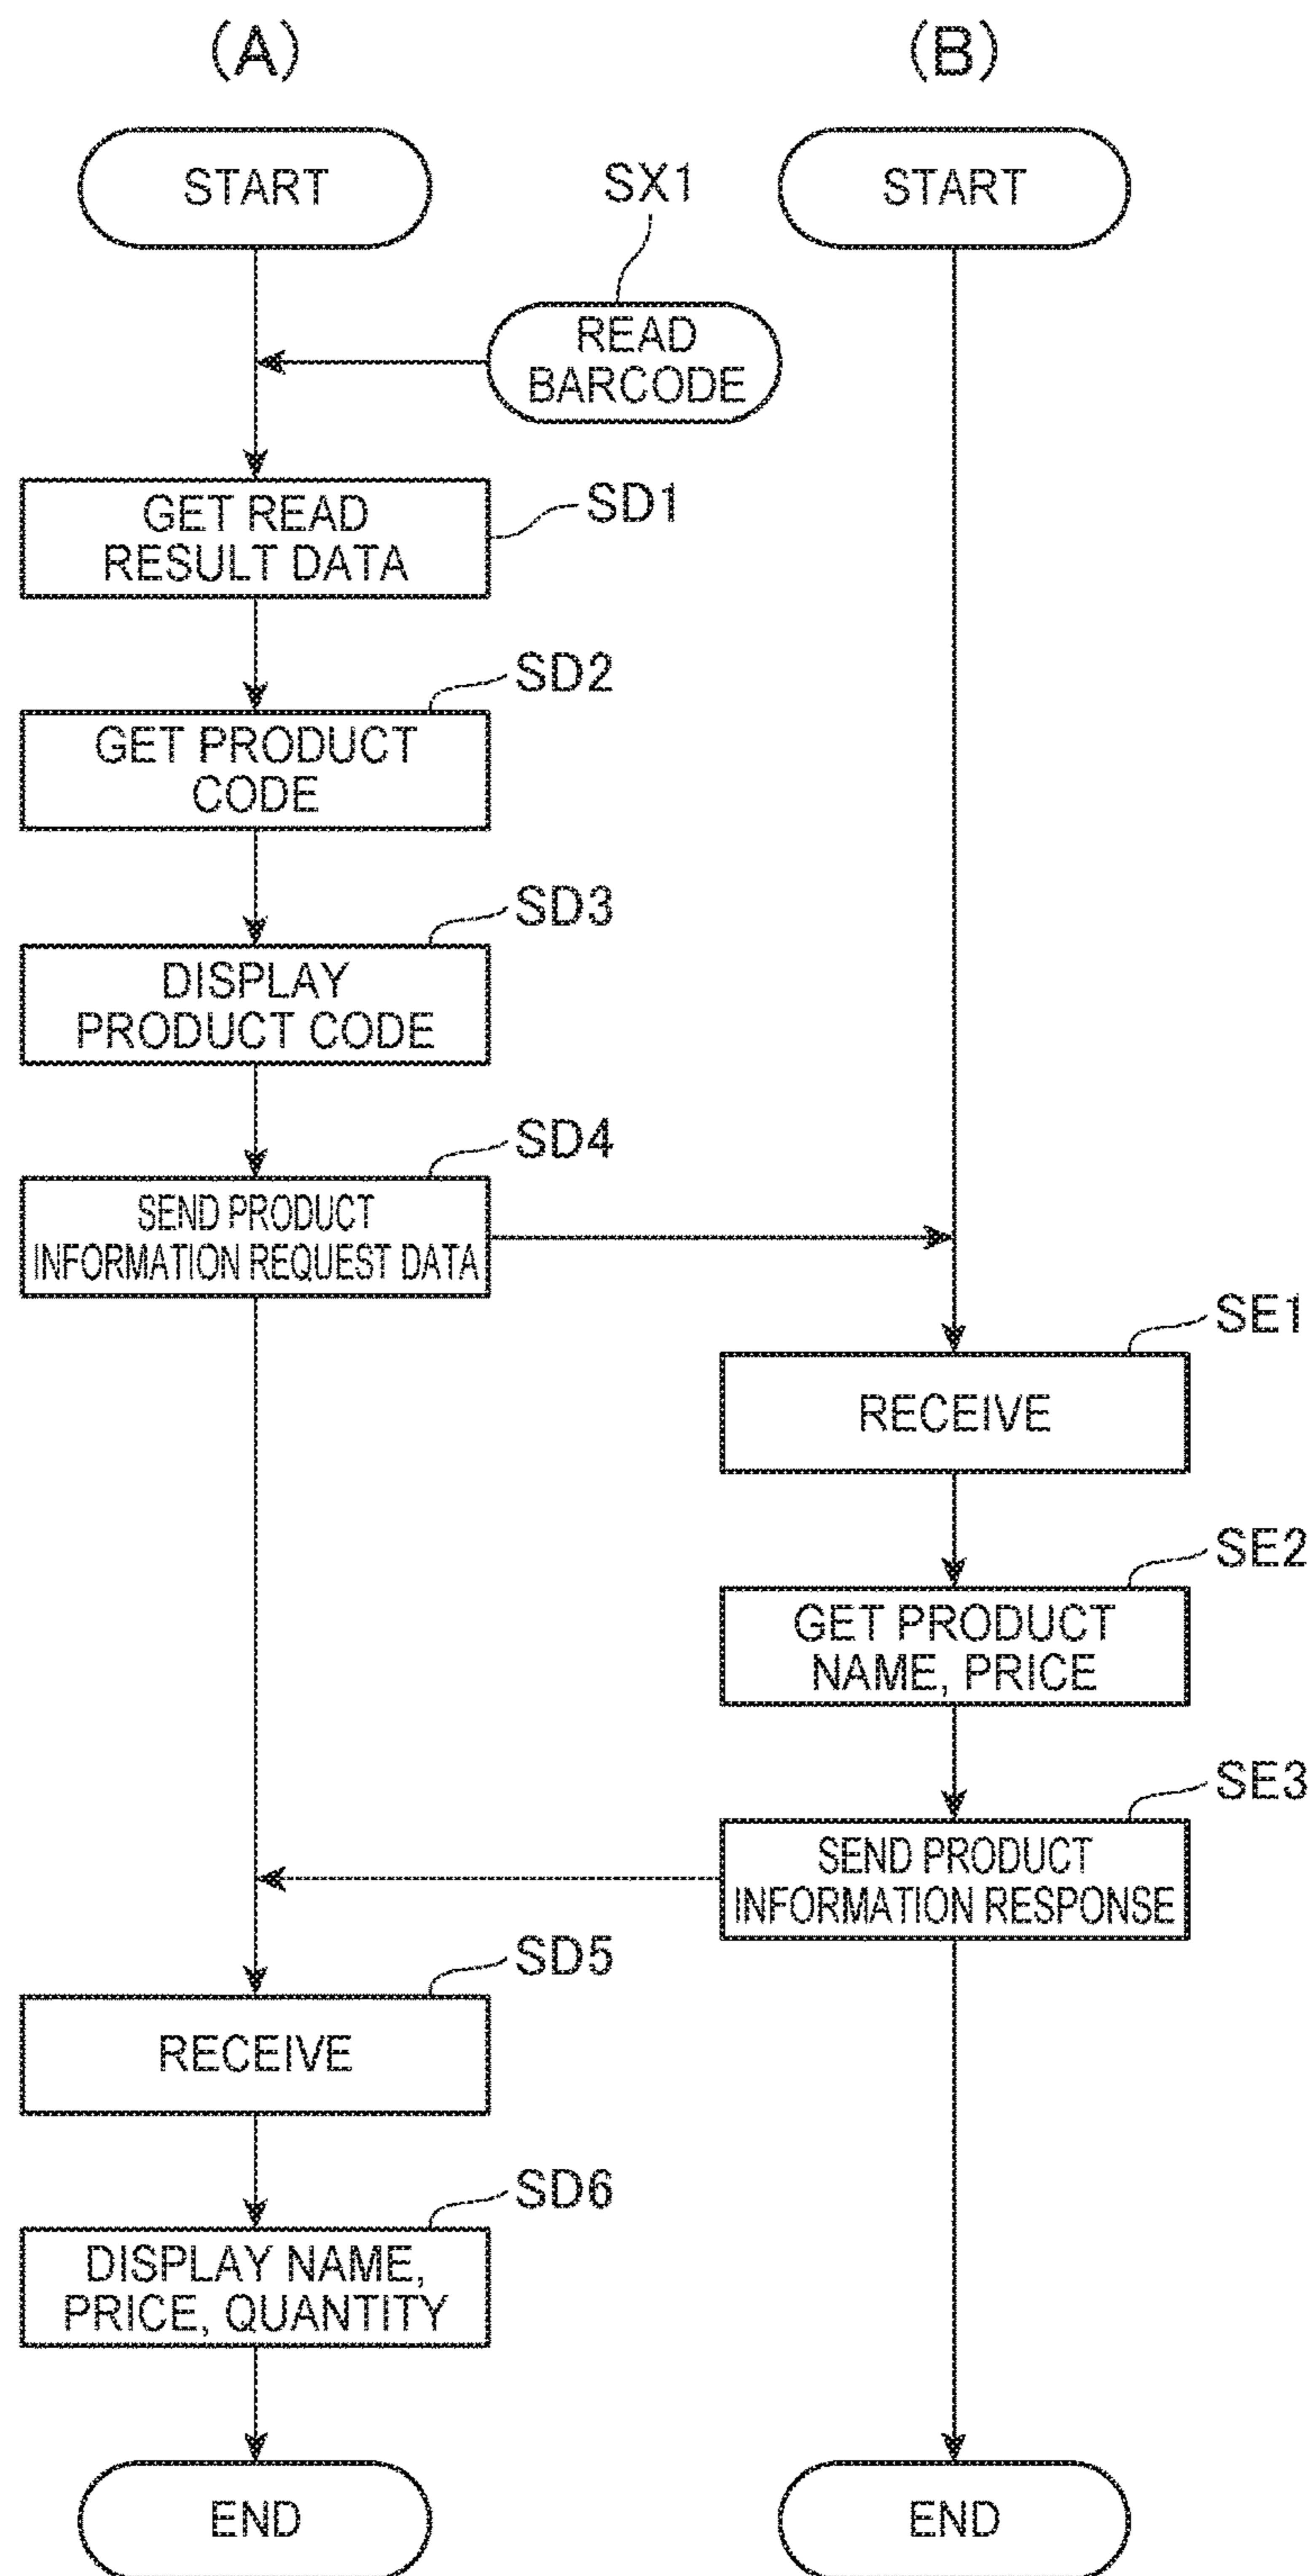 (A)
(B)
START
START
SX1
READ
BARCODE
GET READ
RESULT DATA
SD1
SD2
GET PRODUCT
CODE
SD3
DISPLAY
PRODUCT CODE
SD4
SEND PRODUCT
INFORMATION REQUEST DATA
SE1
RECEIVE
SE2
GET PRODUCT
NAME, PRICE
SE3
SEND PRODUCT
INFORMATION RESPONSE
SD5
RECEIVE
SD6
DISPLAY NAME,
PRICE, QUANTITY
END
END